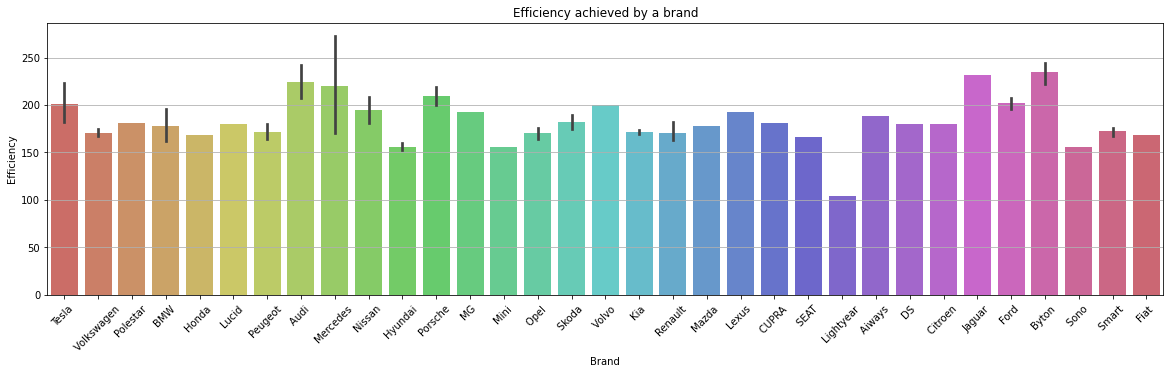 Efficiency achieved by a brand
Efficiency
250
200
150
100
50
0
Tesla
Volkswagen
Polestar
BMW
Honda
Lucid
Peugeot
Audi
Mercedes
Nissan
Hyundai
Porsche
MG
Mini
Opel
Skoda
Volvo
Kia
Renault
Mazda
Lexus
CUPRA
SEAT
Lightyear
Aiways
DS
Citroen
Jaguar
Ford
Byton
Sono
Smart
Fiat
Brand